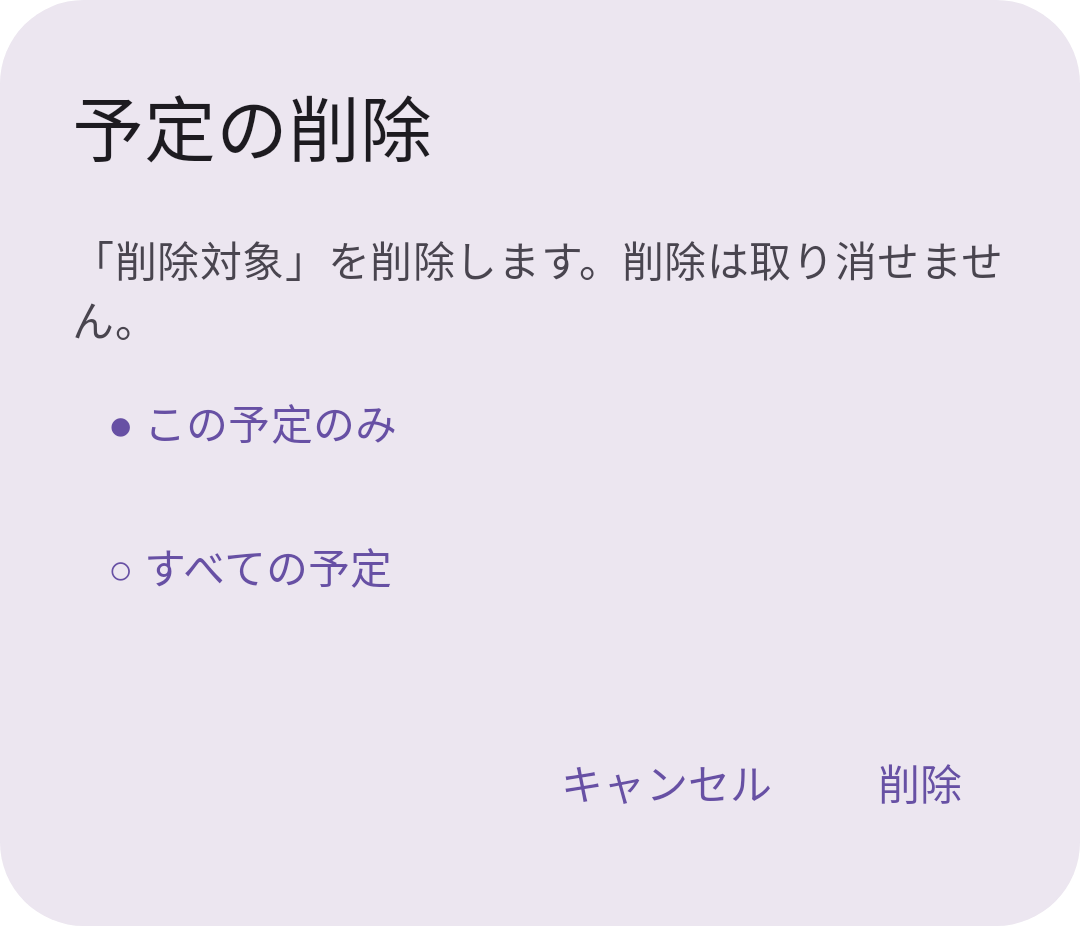 予定の削除
「削除対象」を削除します。削除は取り消せませ
ん。
● この予定のみ
○ すべての予定
キャンセル 削除